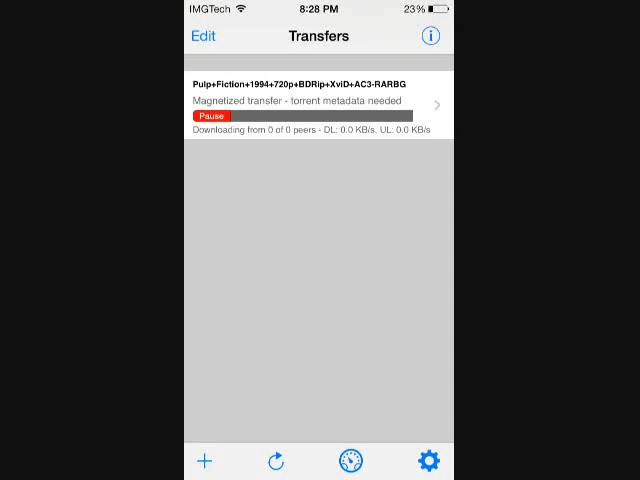 IMGTech 8:28 PM 23%
Edit Transfers
Pulp+Fiction+1994+720p+BDRip+XviD+AC3-RARBG
Magnetized transfer - torrent metadata needed
Pause
Downloading from 0 of 0 peers - DL: 0.0 KB/s, UL: 0.0 KB/s